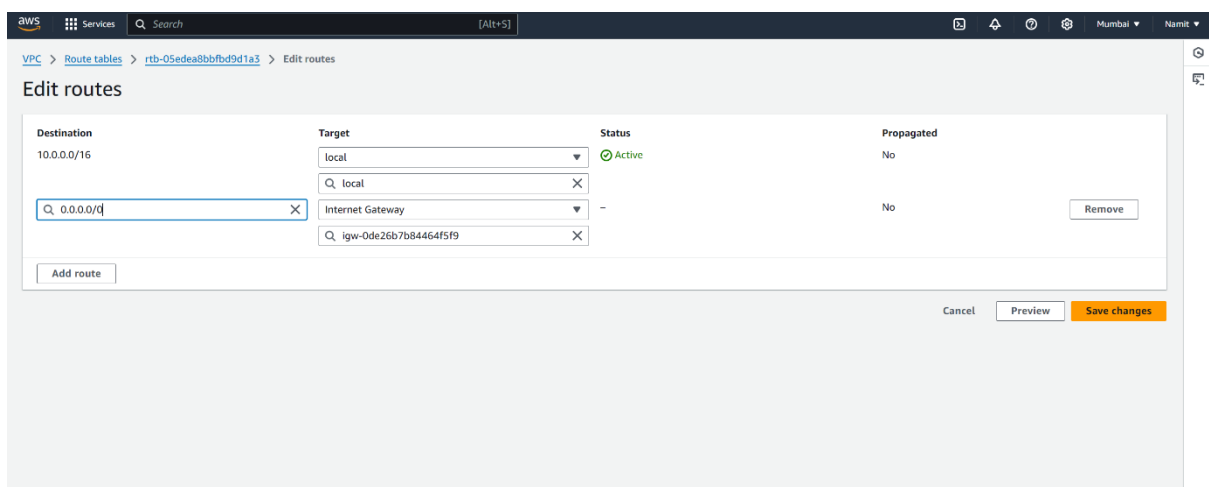 aws Services Search [Alt+S] Mumbai Namit
VPC > Route tables > rtb-05edea8bbfbd9d1a3 > Edit routes
Edit routes
Destination Target Status Propagated
10.0.0.0/16 local Active No
local
0.0.0.0/0 Internet Gateway – No Remove
igw-0de26b7b84464f5f9
Add route
Cancel Preview Save changes